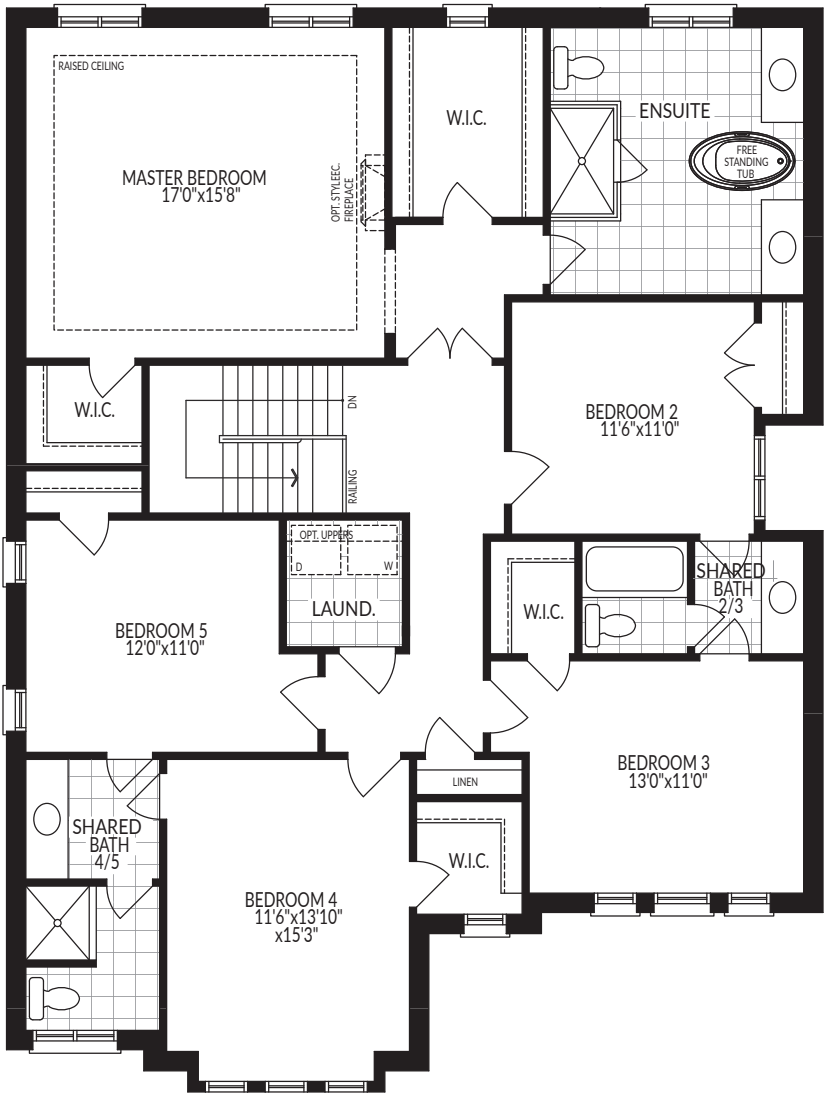 RAISED CEILING
MASTER BEDROOM
17'0"x15'8"
OPT. STYLEEC.
FIREPLACE
W.I.C.
ENSUITE
FREE
STANDING
TUB
W.I.C.
DN
RAILING
BEDROOM 2
11'6"x11'0"
OPT. UPPERS
D
W
LAUND.
BEDROOM 5
12'0"x11'0"
W.I.C.
SHARED
BATH
2/3
BEDROOM 3
13'0"x11'0"
LINEN
SHARED
BATH
4/5
W.I.C.
BEDROOM 4
11'6"x13'10"
x15'3"